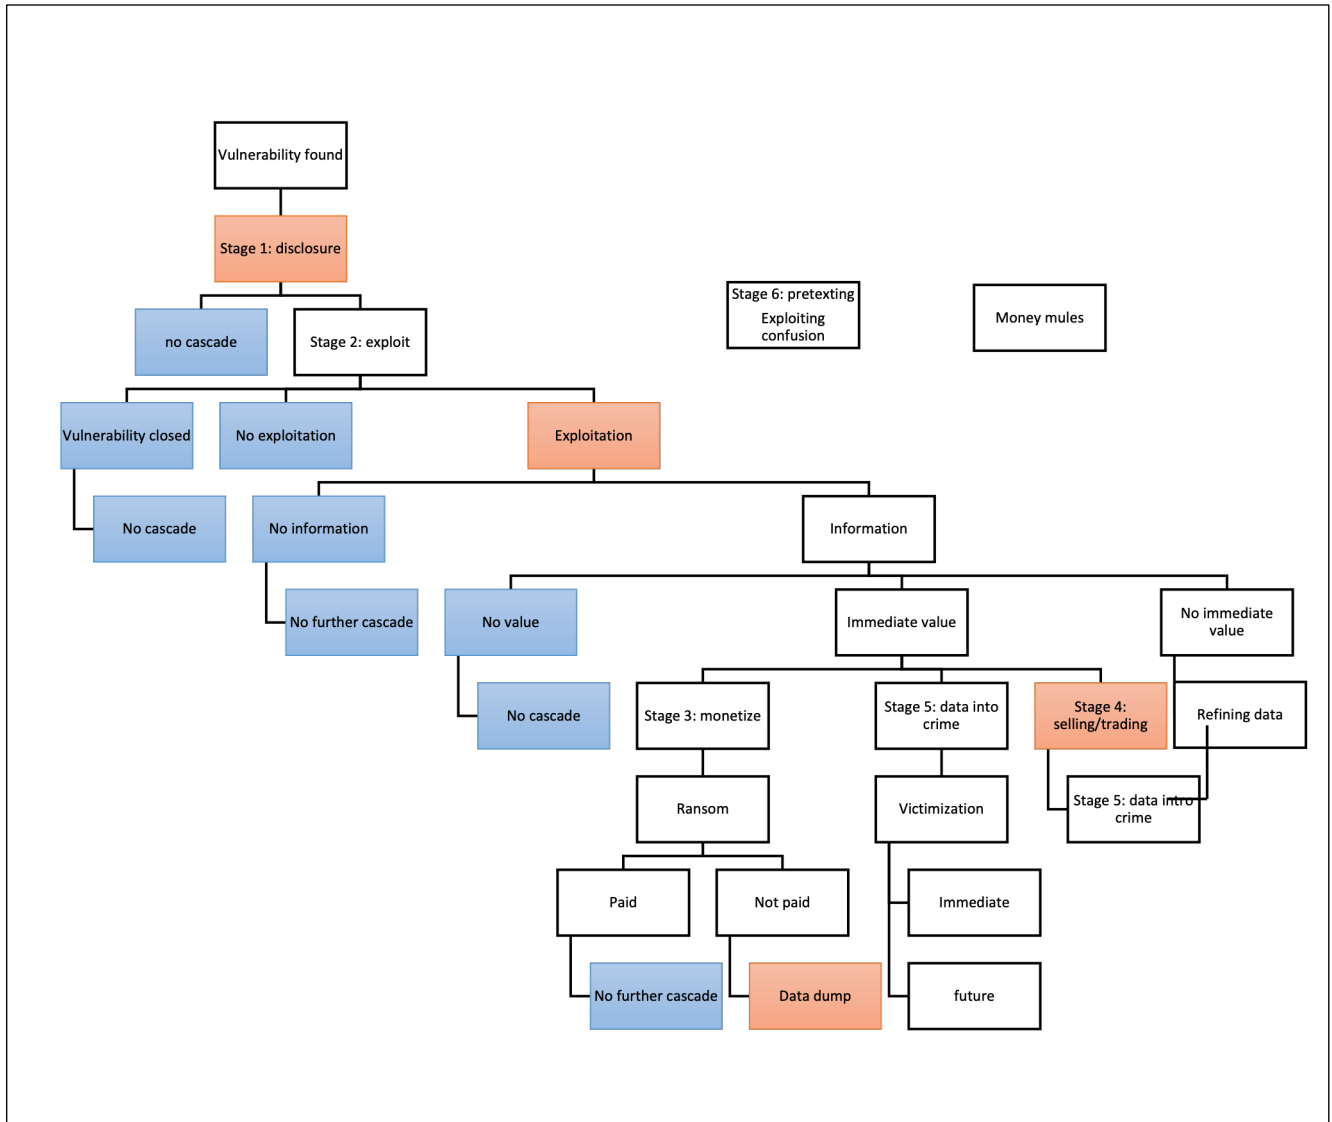 Vulnerability found
Stage 1: disclosure
Stage 6: pretexting
Exploiting
confusion
Money mules
no cascade
Stage 2: exploit
Vulnerability closed
No exploitation
Exploitation
No cascade
No information
Information
No further cascade
No value
Immediate value
No immediate
value
No cascade
Stage 3: monetize
Stage 5: data into
crime
Stage 4:
selling/trading
Refining data
Ransom
Victimization
Stage 5: data intro
crime
Paid
Not paid
Immediate
No further cascade
Data dump
future